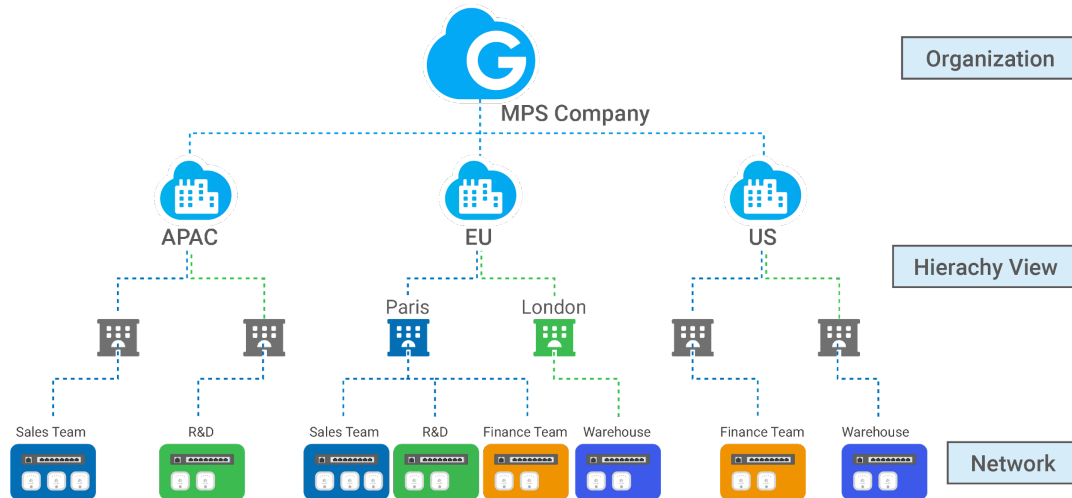 Organization
MPS Company
APAC
EU
US
Hierachy View
Paris
London
Sales Team
R&D
Sales Team
R&D
Finance Team
Warehouse
Finance Team
Warehouse
Network